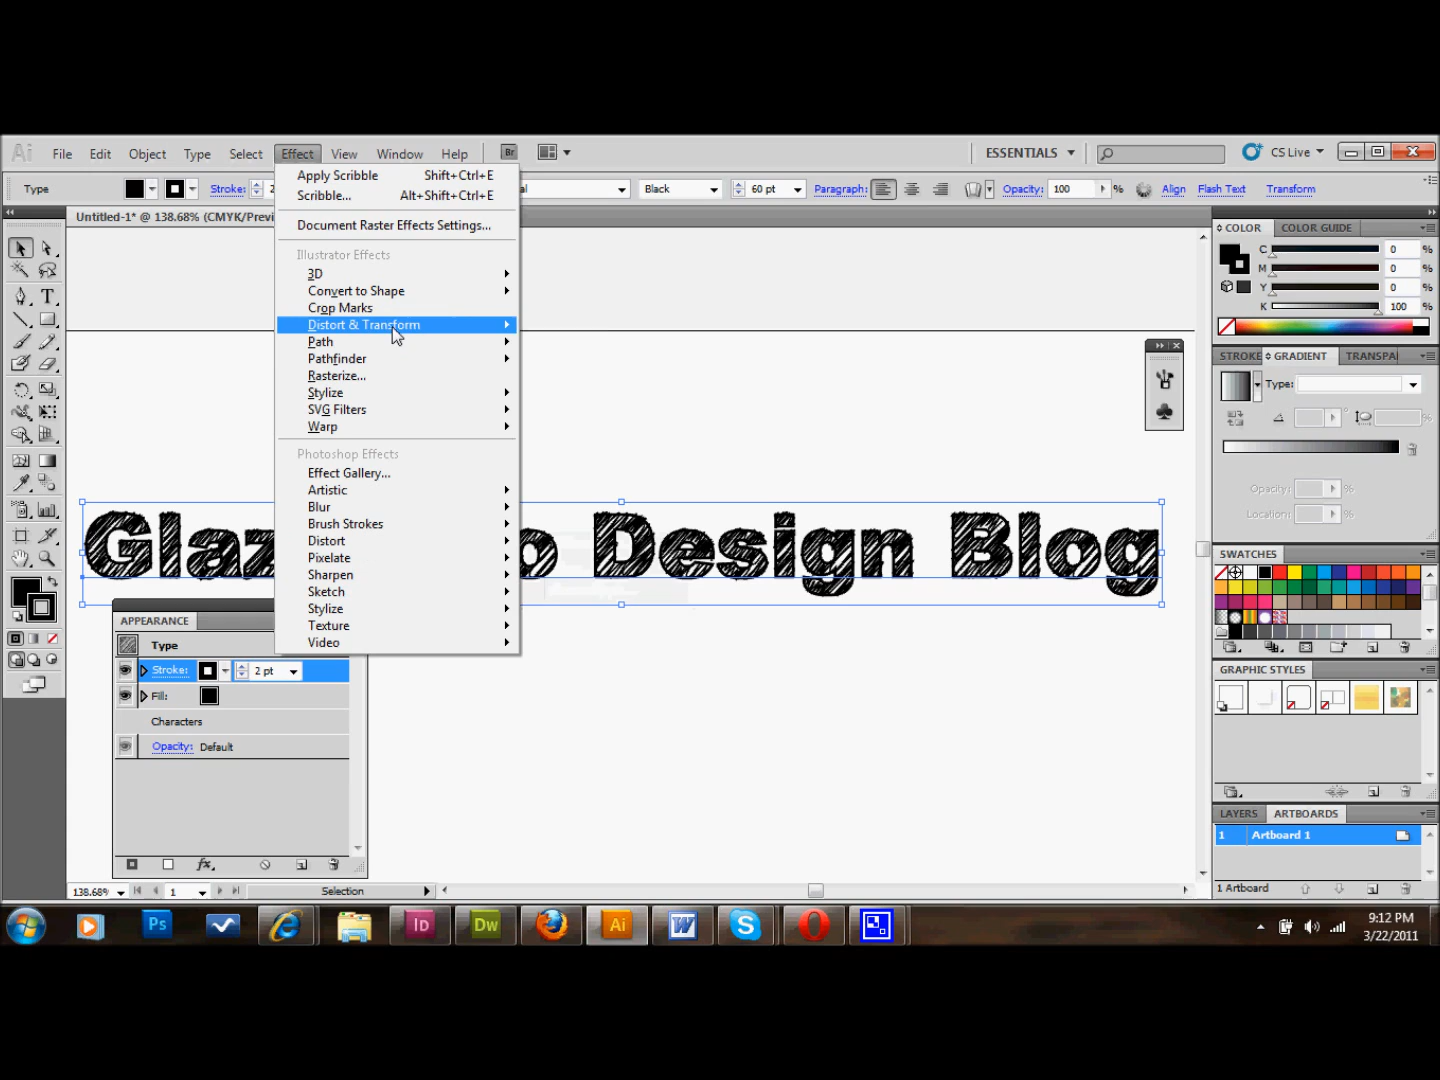 Ai File Edit Object Type Select Effect View Window Help Br ESSENTIALS CS Live
Type Stroke: 2 Black 60 pt Paragraph: Opacity: 100 % Align Flash Text Transform
Untitled-1* @ 138.68% (CMYK/Previ
Apply Scribble Shift+Ctrl+E
Scribble... Alt+Shift+Ctrl+E
Document Raster Effects Settings...
Illustrator Effects
3D
Convert to Shape
Crop Marks
Distort & Transform
Path
Pathfinder
Rasterize...
Stylize
SVG Filters
Warp
Photoshop Effects
Effect Gallery...
Artistic
Blur
Brush Strokes
Distort
Pixelate
Sharpen
Sketch
Stylize
Texture
Video
Glaz o Design Blog
APPEARANCE
Type
Stroke: 2 pt
Fill:
Characters
Opacity: Default
fx
138.68% 1 Selection
COLOR COLOR GUIDE
C 0 %
M 0 %
Y 0 %
K 100 %
STROKE GRADIENT TRANSPA
Type:
%
Opacity: %
Location: %
SWATCHES
GRAPHIC STYLES
LAYERS ARTBOARDS
1 Artboard 1
1 Artboard
Ps Id Dw Ai W S
9:12 PM
3/22/2011